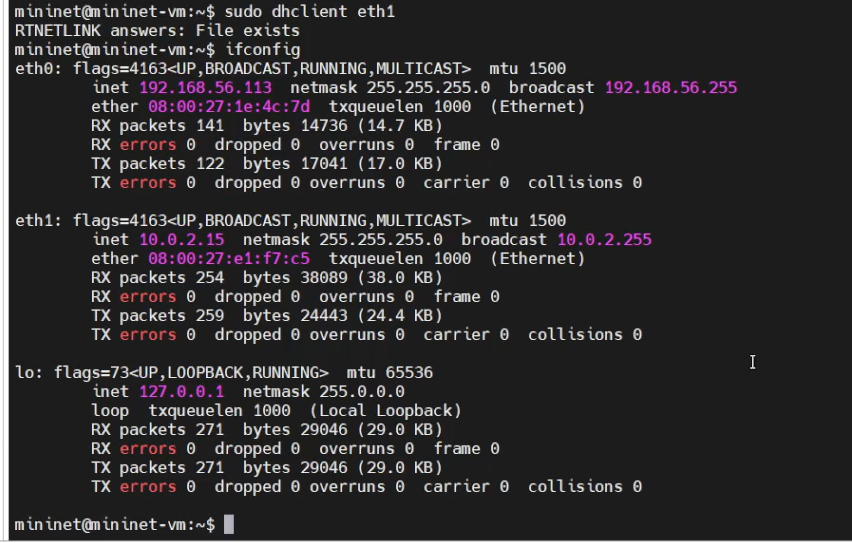 mininet@mininet-vm:~$ sudo dhclient eth1
RTNETLINK answers: File exists
mininet@mininet-vm:~$ ifconfig
eth0: flags=4163<UP,BROADCAST,RUNNING,MULTICAST>  mtu 1500
        inet 192.168.56.113  netmask 255.255.255.0  broadcast 192.168.56.255
        ether 08:00:27:1e:4c:7d  txqueuelen 1000  (Ethernet)
        RX packets 141  bytes 14736 (14.7 KB)
        RX errors 0  dropped 0  overruns 0  frame 0
        TX packets 122  bytes 17041 (17.0 KB)
        TX errors 0  dropped 0 overruns 0  carrier 0  collisions 0

eth1: flags=4163<UP,BROADCAST,RUNNING,MULTICAST>  mtu 1500
        inet 10.0.2.15  netmask 255.255.255.0  broadcast 10.0.2.255
        ether 08:00:27:e1:f7:c5  txqueuelen 1000  (Ethernet)
        RX packets 254  bytes 38089 (38.0 KB)
        RX errors 0  dropped 0  overruns 0  frame 0
        TX packets 259  bytes 24443 (24.4 KB)
        TX errors 0  dropped 0 overruns 0  carrier 0  collisions 0

lo: flags=73<UP,LOOPBACK,RUNNING>  mtu 65536
        inet 127.0.0.1  netmask 255.0.0.0
        loop  txqueuelen 1000  (Local Loopback)
        RX packets 271  bytes 29046 (29.0 KB)
        RX errors 0  dropped 0  overruns 0  frame 0
        TX packets 271  bytes 29046 (29.0 KB)
        TX errors 0  dropped 0 overruns 0  carrier 0  collisions 0

mininet@mininet-vm:~$